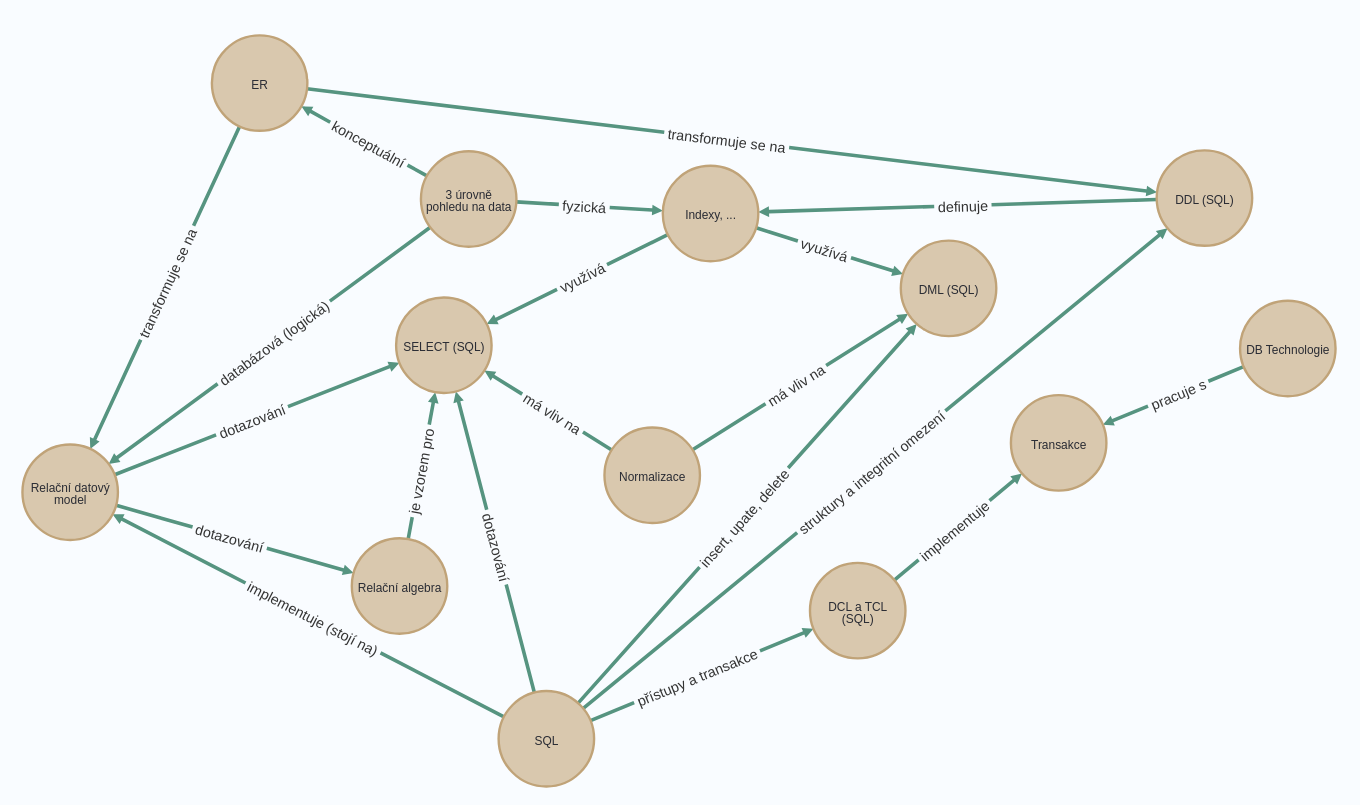 ER
transformuje se na
konceptuální
3 úrovně
pohledu na data
fyzická
Indexy, ...
definuje
DDL (SQL)
transformuje se na
využívá
využívá
DML (SQL)
databázová (logická)
SELECT (SQL)
DB Technologie
pracuje s
má vliv na
má vliv na
dotazování
Transakce
Relační datový
model
je vzorem pro
Normalizace
insert, upate, delete
struktury a integritní omezení
dotazování
dotazování
implementuje
Relační algebra
implementuje (stojí na)
DCL a TCL
(SQL)
přístupy a transakce
SQL